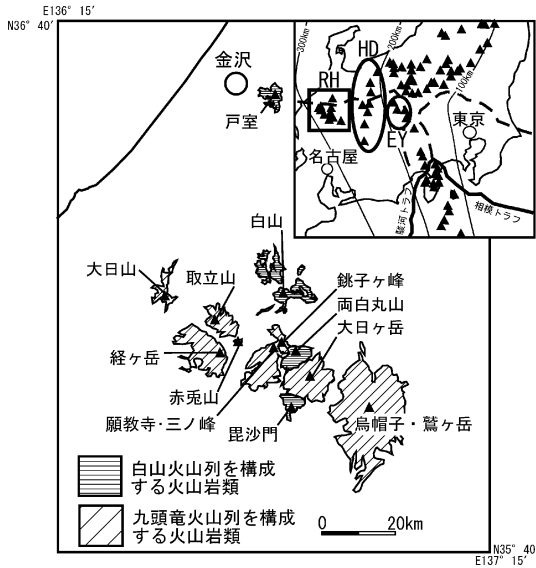 E136°15'
N36°40'
金沢
戸室
300km
HD
200km
RH
100km
EY
東京
名古屋
駿河トラフ
相模トラフ
白山
大日山
取立山
銚子ヶ峰
両白丸山
大日ヶ岳
経ヶ岳
赤兎山
願教寺・三ノ峰
毘沙門
烏帽子・鷲ヶ岳
白山火山列を構成
する火山岩類
九頭竜火山列を構成
する火山岩類
0 20km
N35°40
E137°15'